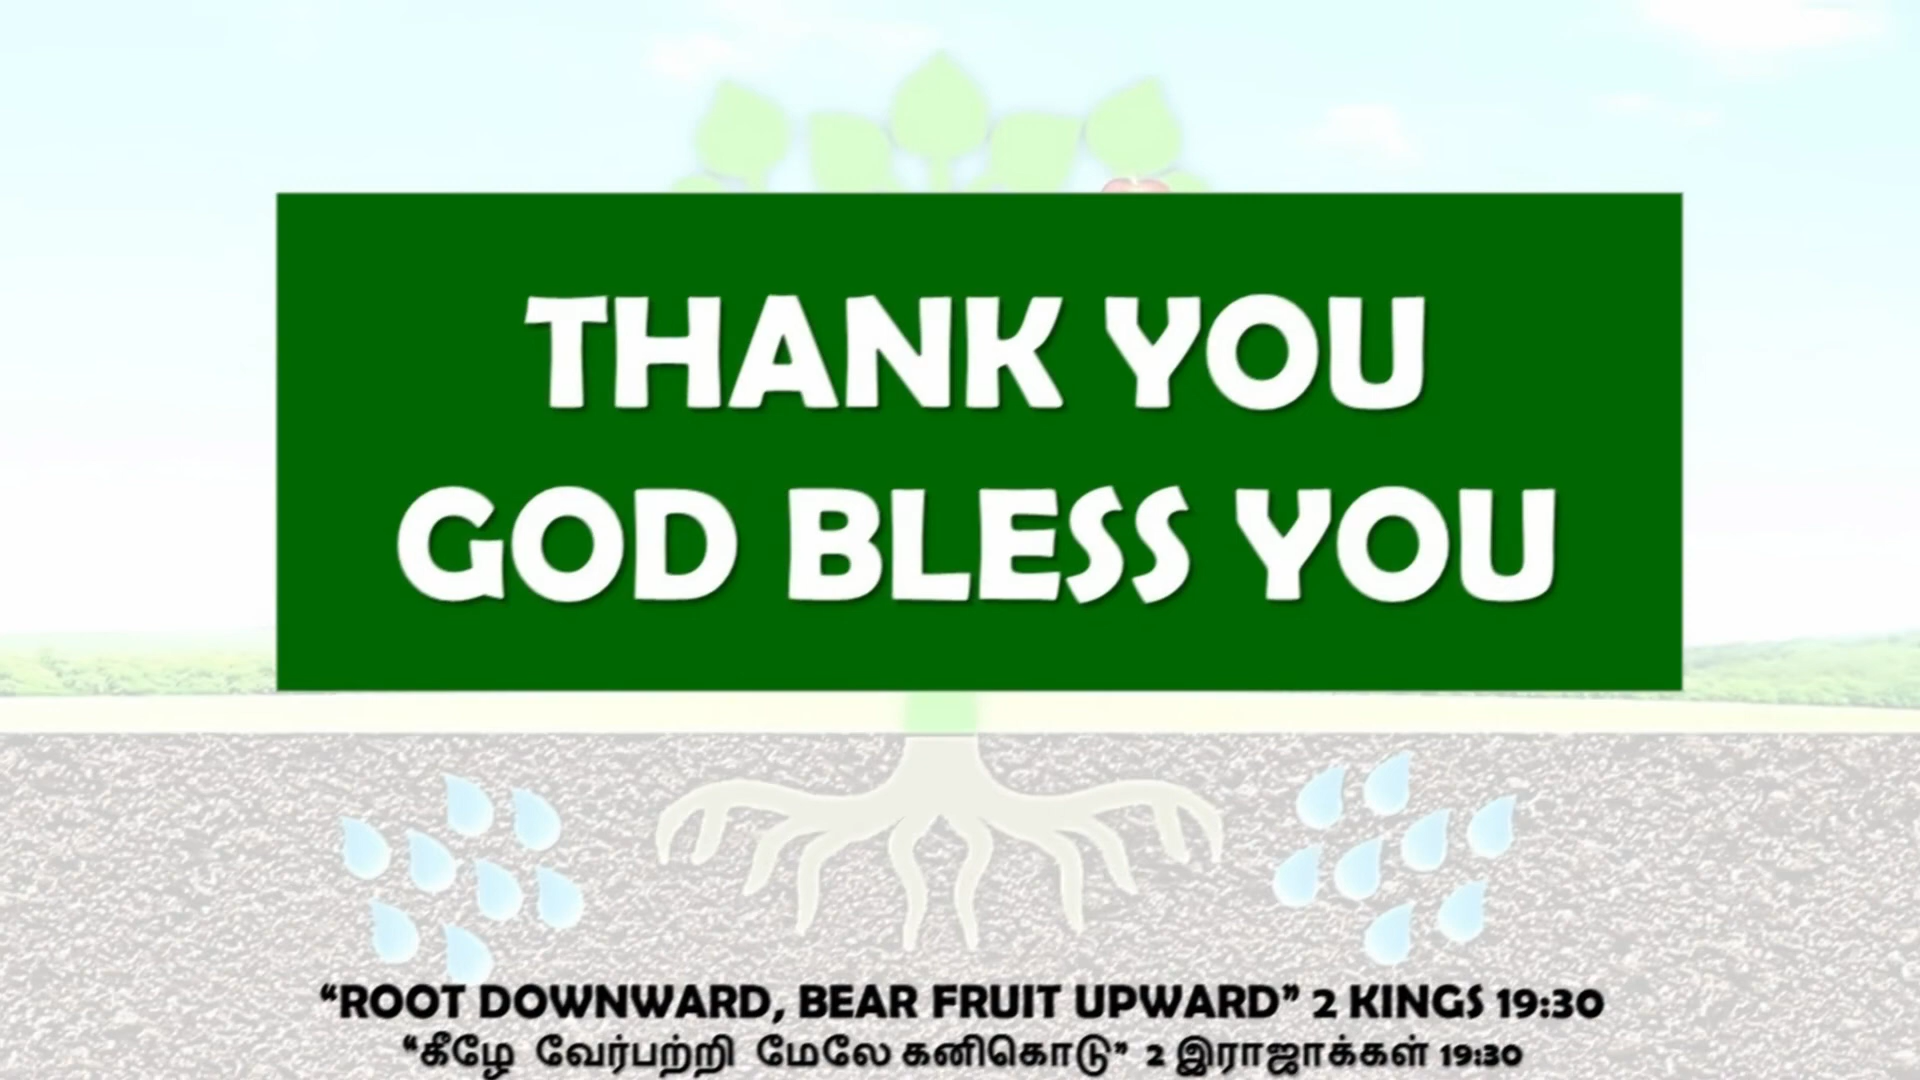 THANK YOU
GOD BLESS YOU
“ROOT DOWNWARD, BEAR FRUIT UPWARD” 2 KINGS 19:30
“கீழே வேர்பற்றி மேலே கனிகொடு” 2 இராஜாக்கள் 19:30